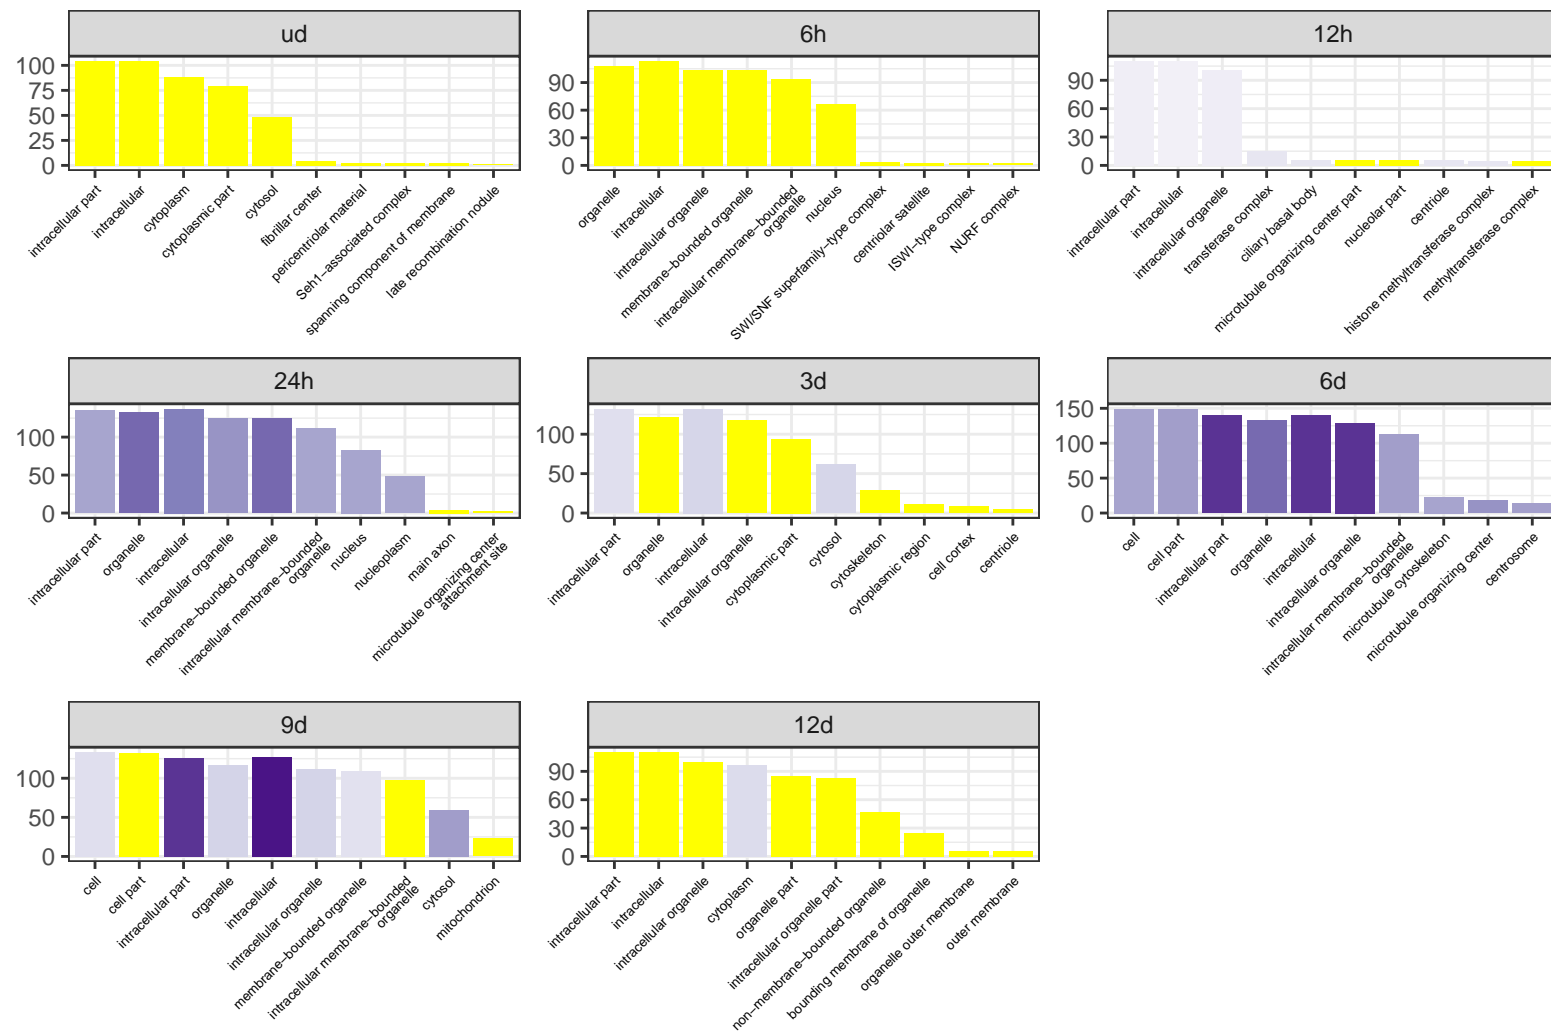 ud
100
75
50
25
0
intracellular part
intracellular
cytoplasm
cytoplasmic part
cytosol
fibrillar center
pericentriolar material
Seh1−associated complex
spanning component of membrane
late recombination nodule
6h
90
60
30
0
organelle
intracellular
intracellular organelle
membrane−bounded organelle
intracellular membrane−bounded
organelle
nucleus
SWI/SNF superfamily−type complex
centriolar satellite
ISWI−type complex
NURF complex
12h
90
60
30
0
intracellular part
intracellular
intracellular organelle
transferase complex
ciliary basal body
microtubule organizing center part
nucleolar part
centriole
histone methyltransferase complex
methyltransferase complex
24h
100
50
0
intracellular part
organelle
intracellular
intracellular organelle
membrane−bounded organelle
intracellular membrane−bounded
organelle
nucleus
nucleoplasm
main axon
microtubule organizing center
attachment site
3d
100
50
0
intracellular part
organelle
intracellular
intracellular organelle
cytoplasmic part
cytosol
cytoskeleton
cytoplasmic region
cell cortex
centriole
6d
150
100
50
0
cell
cell part
intracellular part
organelle
intracellular
intracellular organelle
intracellular membrane−bounded
organelle
microtubule cytoskeleton
microtubule organizing center
centrosome
9d
100
50
0
cell
cell part
intracellular part
organelle
intracellular
intracellular organelle
membrane−bounded organelle
intracellular membrane−bounded
organelle
cytosol
mitochondrion
12d
90
60
30
0
intracellular part
intracellular
intracellular organelle
cytoplasm
organelle part
intracellular organelle part
non−membrane−bounded organelle
bounding membrane of organelle
organelle outer membrane
outer membrane